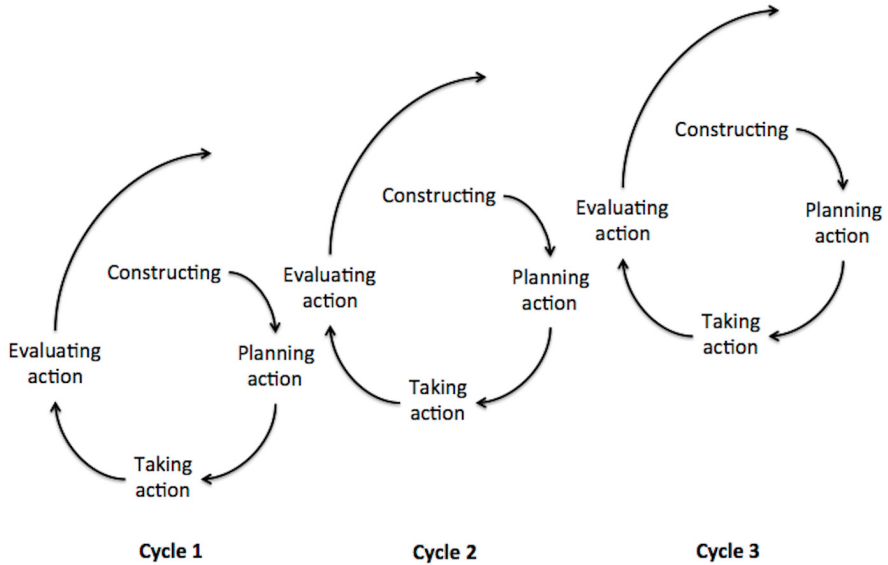 Constructing
Evaluating
action
Planning
action
Taking
action
Cycle 1
Constructing
Evaluating
action
Planning
action
Taking
action
Cycle 2
Constructing
Evaluating
action
Planning
action
Taking
action
Cycle 3